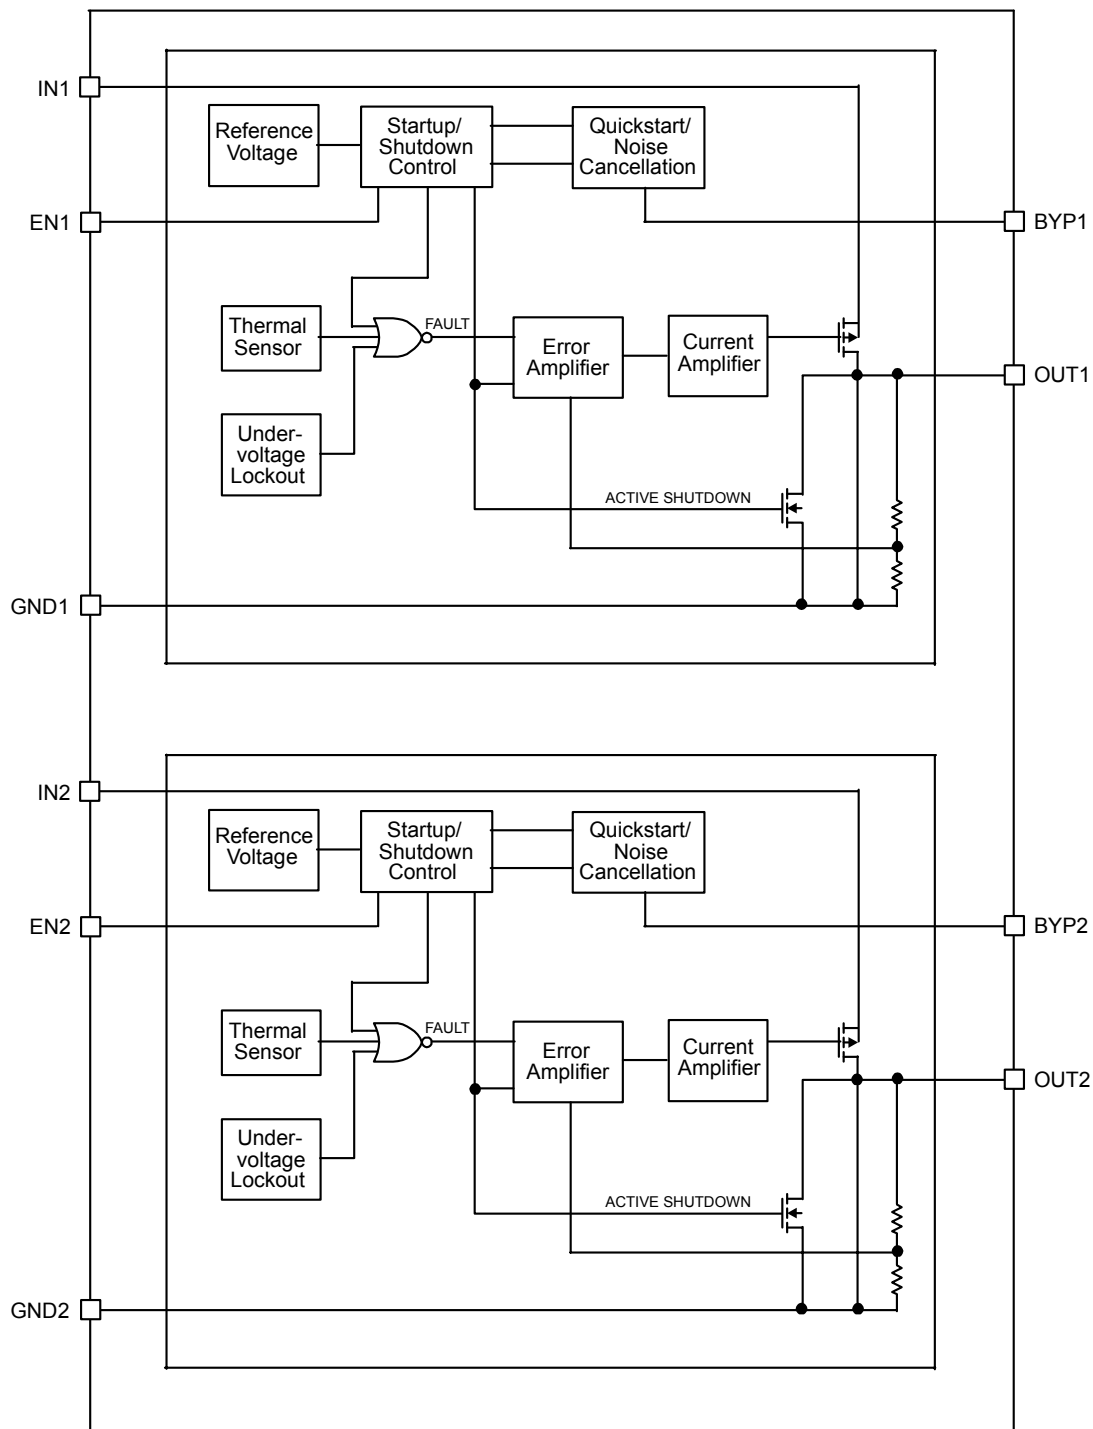 IN1
Reference
Voltage
Startup/
Shutdown
Control
Quickstart/
Noise
Cancellation
EN1
BYP1
Thermal
Sensor
FAULT
Error
Amplifier
Current
Amplifier
OUT1
Under-
voltage
Lockout
ACTIVE SHUTDOWN
GND1
IN2
Reference
Voltage
Startup/
Shutdown
Control
Quickstart/
Noise
Cancellation
EN2
BYP2
Thermal
Sensor
FAULT
Error
Amplifier
Current
Amplifier
OUT2
Under-
voltage
Lockout
ACTIVE SHUTDOWN
GND2